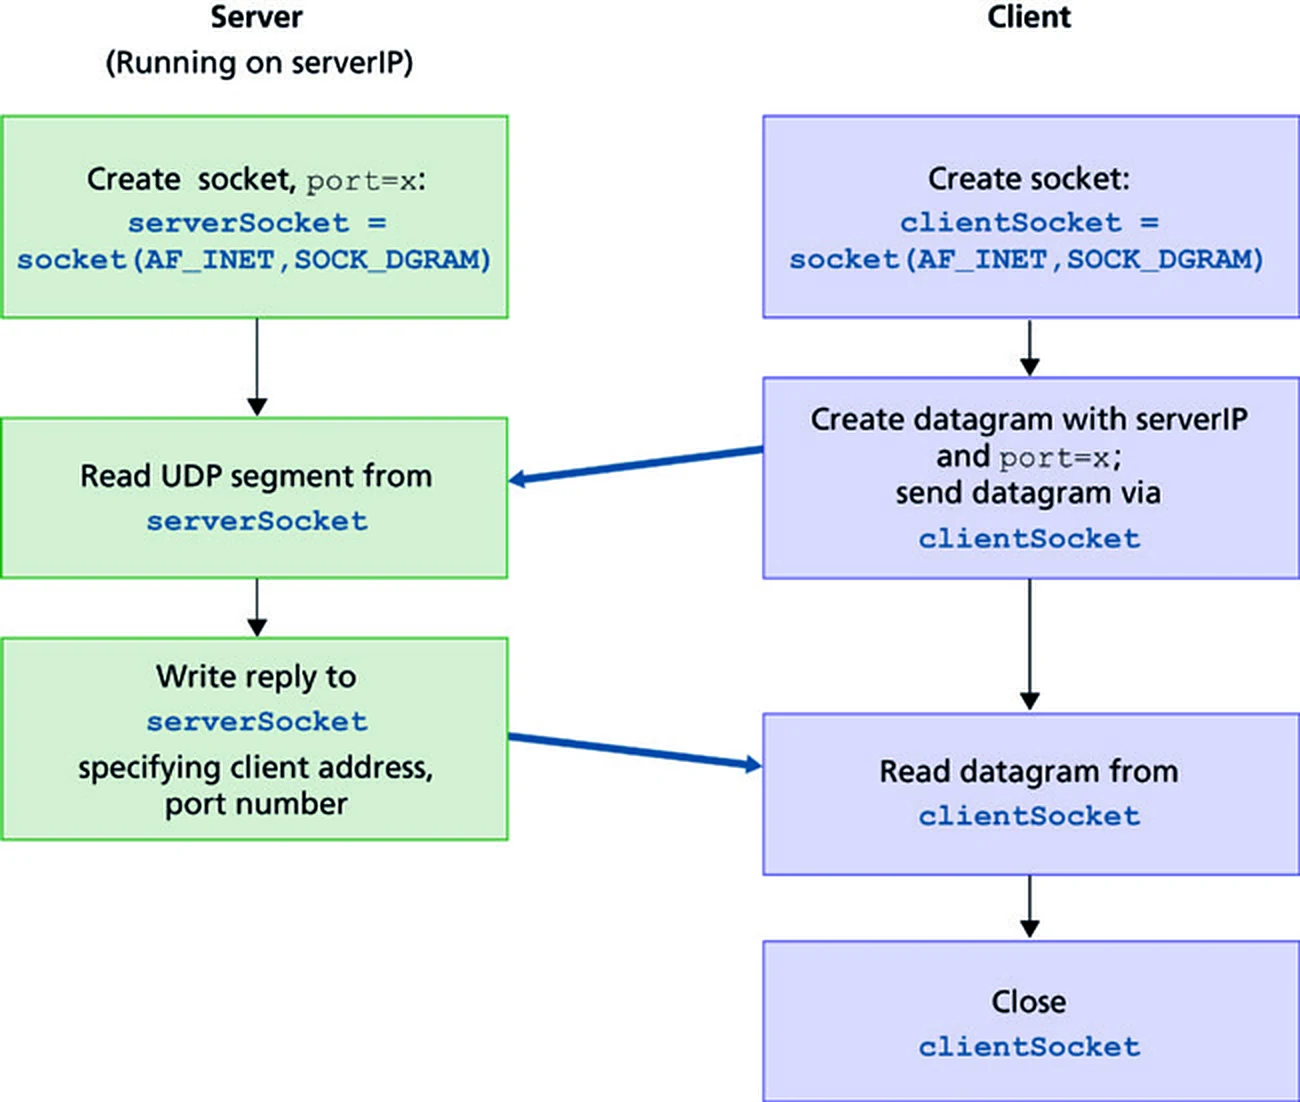 Server
(Running on serverIP)
Create socket, port=x:
serverSocket =
socket(AF_INET,SOCK_DGRAM)
Read UDP segment from
serverSocket
Write reply to
serverSocket
specifying client address,
port number
Client
Create socket:
clientSocket =
socket(AF_INET,SOCK_DGRAM)
Create datagram with serverIP
and port=x;
send datagram via
clientSocket
Read datagram from
clientSocket
Close
clientSocket